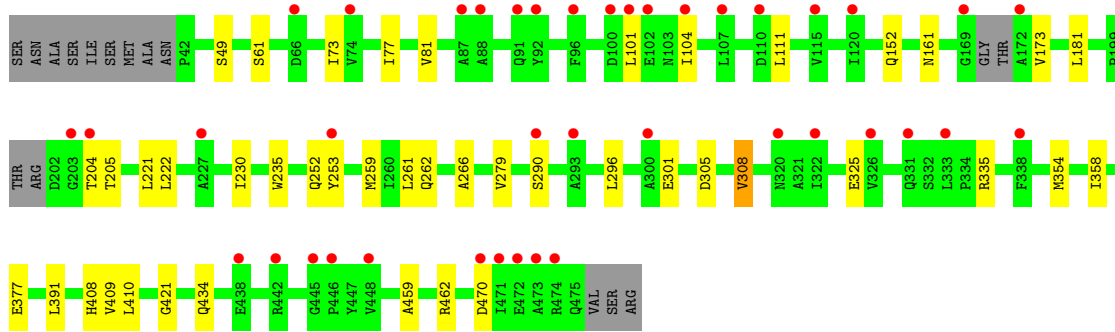 SER ASN ALA SER ILE SER MET ALA ASN P42 S49 S61 D66 I73 V74 I77 V81 A87 A88 Q91 Y92 F96 D100 L101 E102 N103 I104 L107 D110 L111 V115 I120 Q152 N161 G169 GLY THR A172 V173 L181
THR ARG D202 G203 T204 T205 L221 L222 A227 I230 W235 Q252 Y253 M259 I260 L261 Q262 A266 V279 S290 A293 L296 A300 E301 D305 V308 N320 A321 I322 E325 V326 Q331 S332 L333 P334 R335 F338 M354 I358
E377 L391 H408 V409 L410 G421 Q434 E438 R442 G445 P446 Y447 V448 A459 R462 D470 I471 E472 A473 R474 Q475 VAL SER ARG